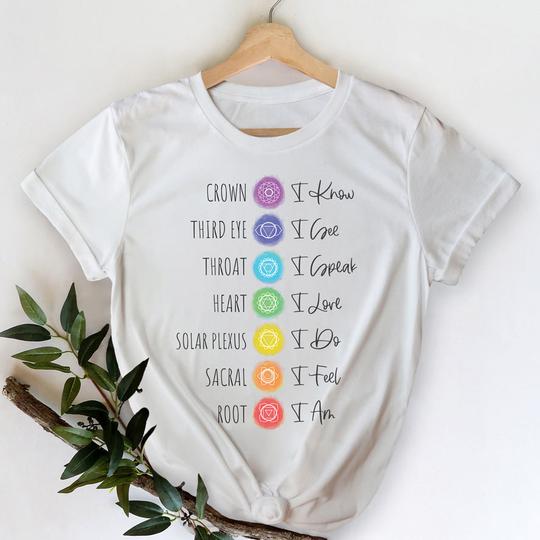 CROWN I Know
THIRD EYE I See
THROAT I Speak
HEART I Love
SOLAR PLEXUS I Do
SACRAL I Feel
ROOT I Am